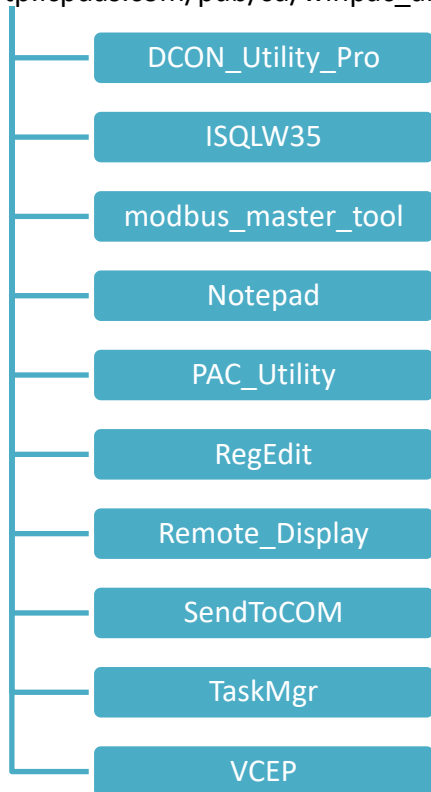 DCON_Utility_Pro
ISQLW35
modbus_master_tool
Notepad
PAC_Utility
RegEdit
Remote_Display
SendToCOM
TaskMgr
VCEP